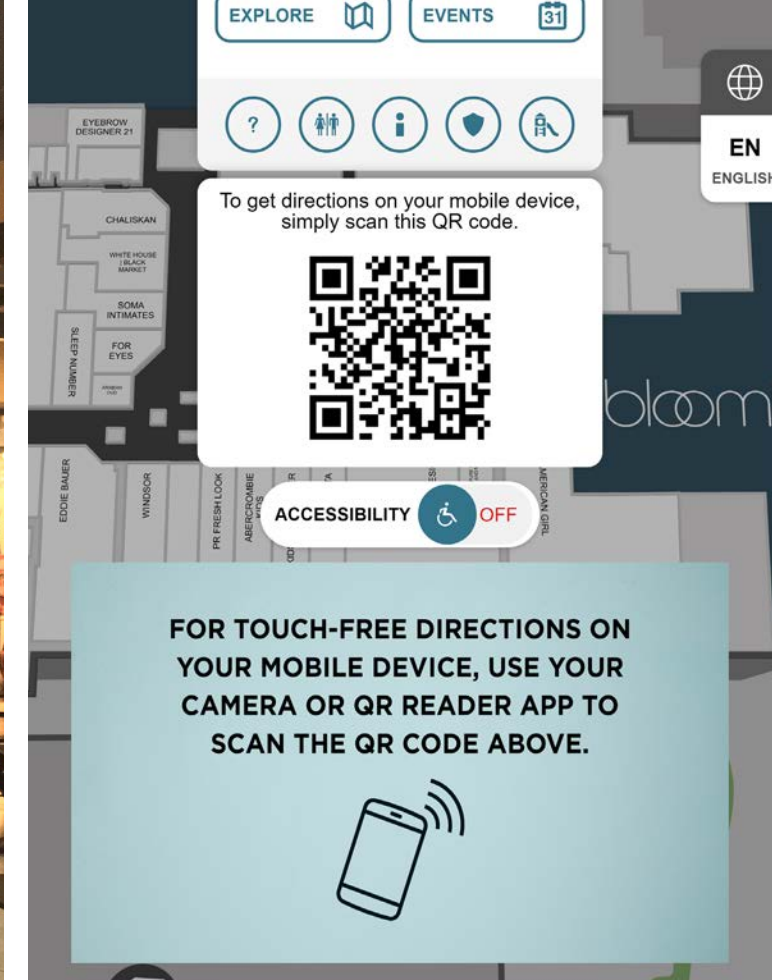 EXPLORE
EVENTS
31
?
EN
ENGLISH
EYEBROW
DESIGNER 21
To get directions on your mobile device,
simply scan this QR code.
CHALISKAN
WHITE HOUSE
| BLACK
MARKET
SOMA
INTIMATES
FOR
EYES
SLEEP NUMBER
bloom
EDDIE BAUER
WINDSOR
PR FRESH LOOK
ABERCROMBIE
KIDS
MERICAN GIRL
ACCESSIBILITY
OFF
FOR TOUCH-FREE DIRECTIONS ON
YOUR MOBILE DEVICE, USE YOUR
CAMERA OR QR READER APP TO
SCAN THE QR CODE ABOVE.